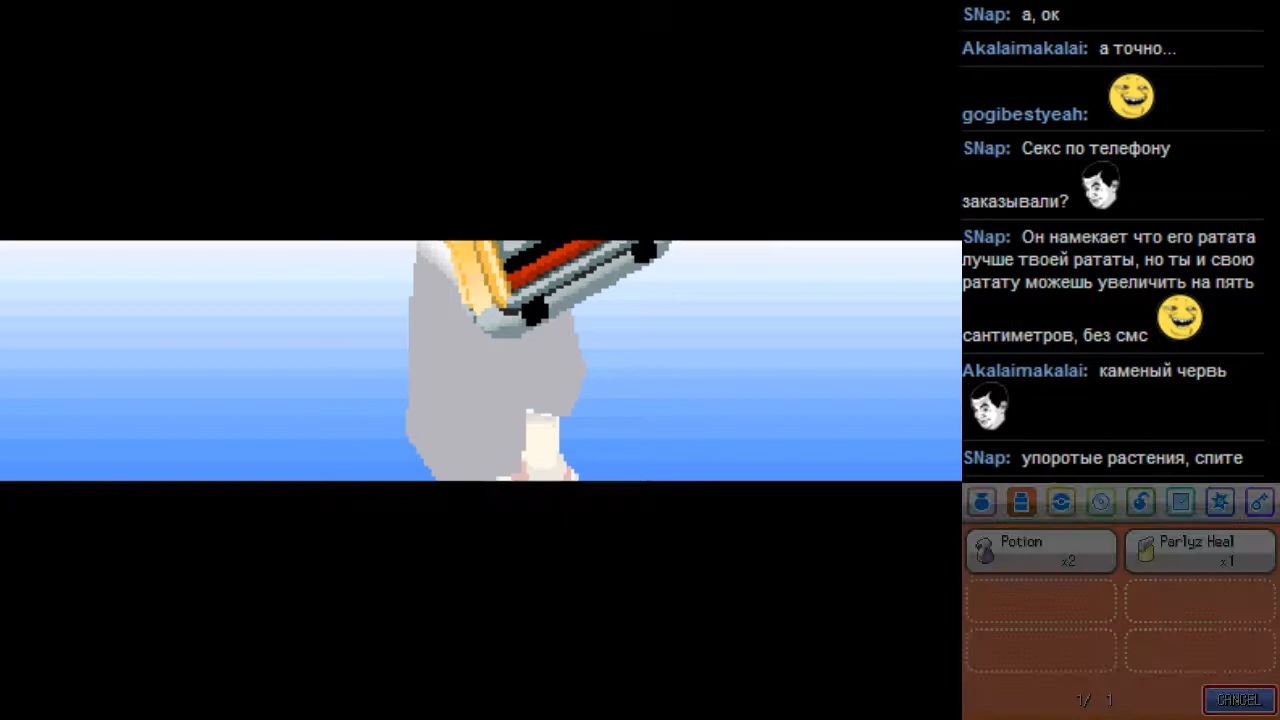 SNap: а, ок
Akalaimakalai: а точно...
gogibestyeah:
SNap: Секс по телефону
заказывали?
SNap: Он намекает что его ратата
лучше твоей рататы, но ты и свою
ратату можешь увеличить на пять
сантиметров, без смс
Akalaimakalai: каменый червь
SNap: упоротые растения, спите
Potion
x2
Parlyz Heal
x1
1/ 1
CANCEL